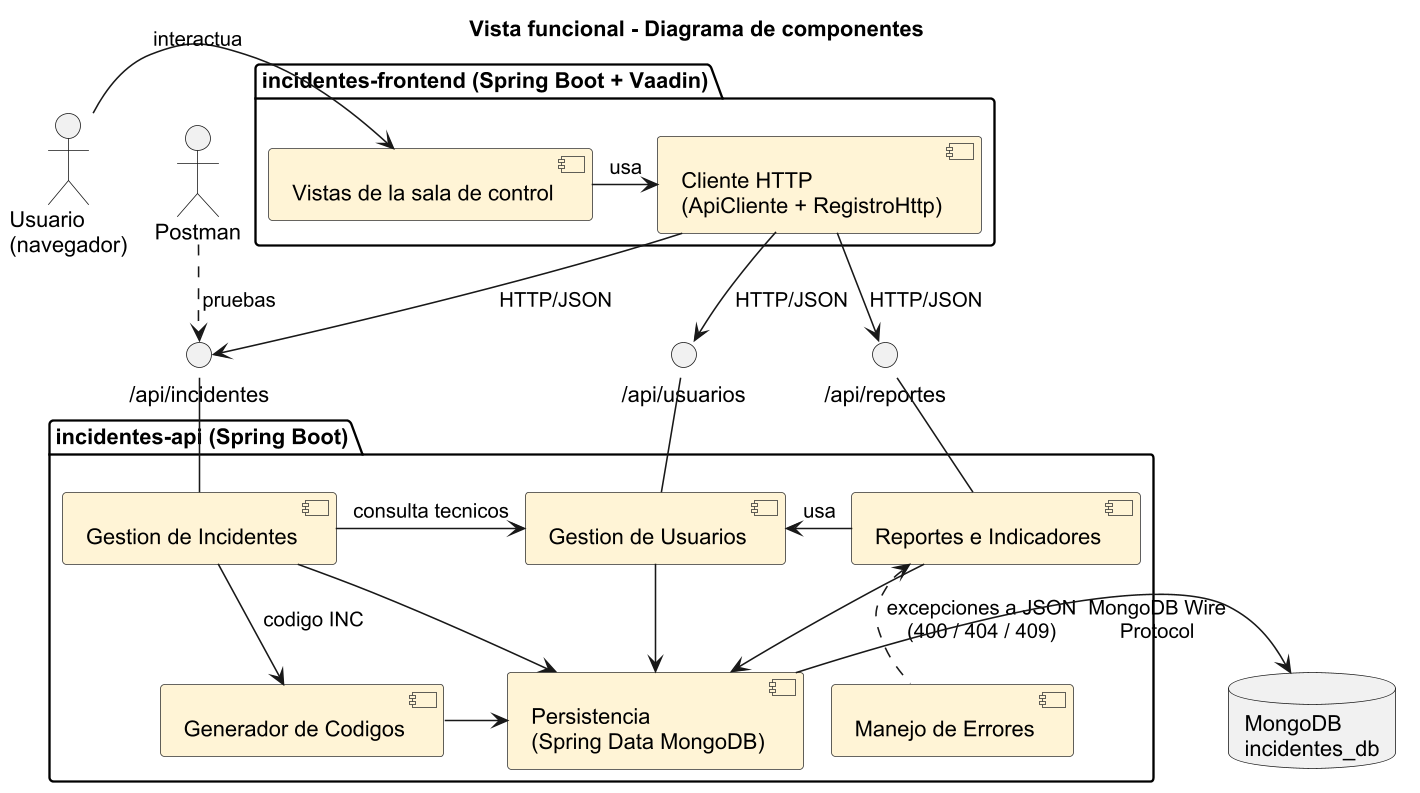 Vista funcional - Diagrama de componentes
interactua
incidentes-frontend (Spring Boot + Vaadin)
Usuario
(navegador)
Postman
Vistas de la sala de control
usa
Cliente HTTP
(ApiCliente + RegistroHttp)
pruebas
HTTP/JSON
HTTP/JSON
HTTP/JSON
/api/incidentes
/api/usuarios
/api/reportes
incidentes-api (Spring Boot)
Gestion de Incidentes
consulta tecnicos
Gestion de Usuarios
usa
Reportes e Indicadores
codigo INC
excepciones a JSON
(400 / 404 / 409)
MongoDB Wire
Protocol
Generador de Codigos
Persistencia
(Spring Data MongoDB)
Manejo de Errores
MongoDB
incidentes_db